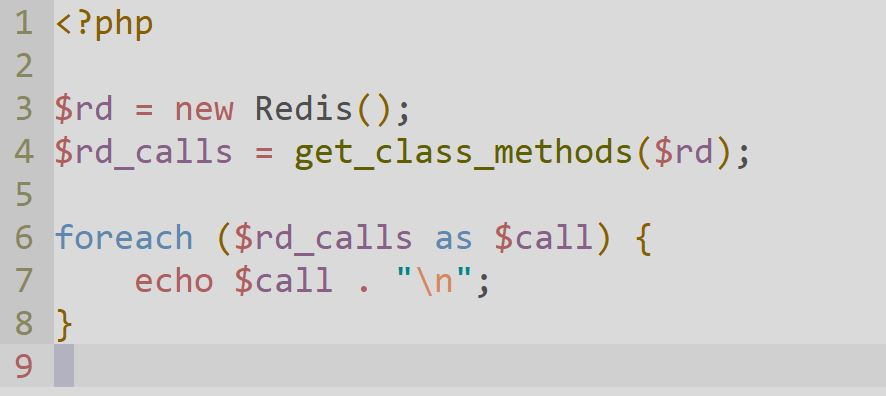 1 <?php
2
3 $rd = new Redis();
4 $rd_calls = get_class_methods($rd);
5
6 foreach ($rd_calls as $call) {
7     echo $call . "\n";
8 }
9